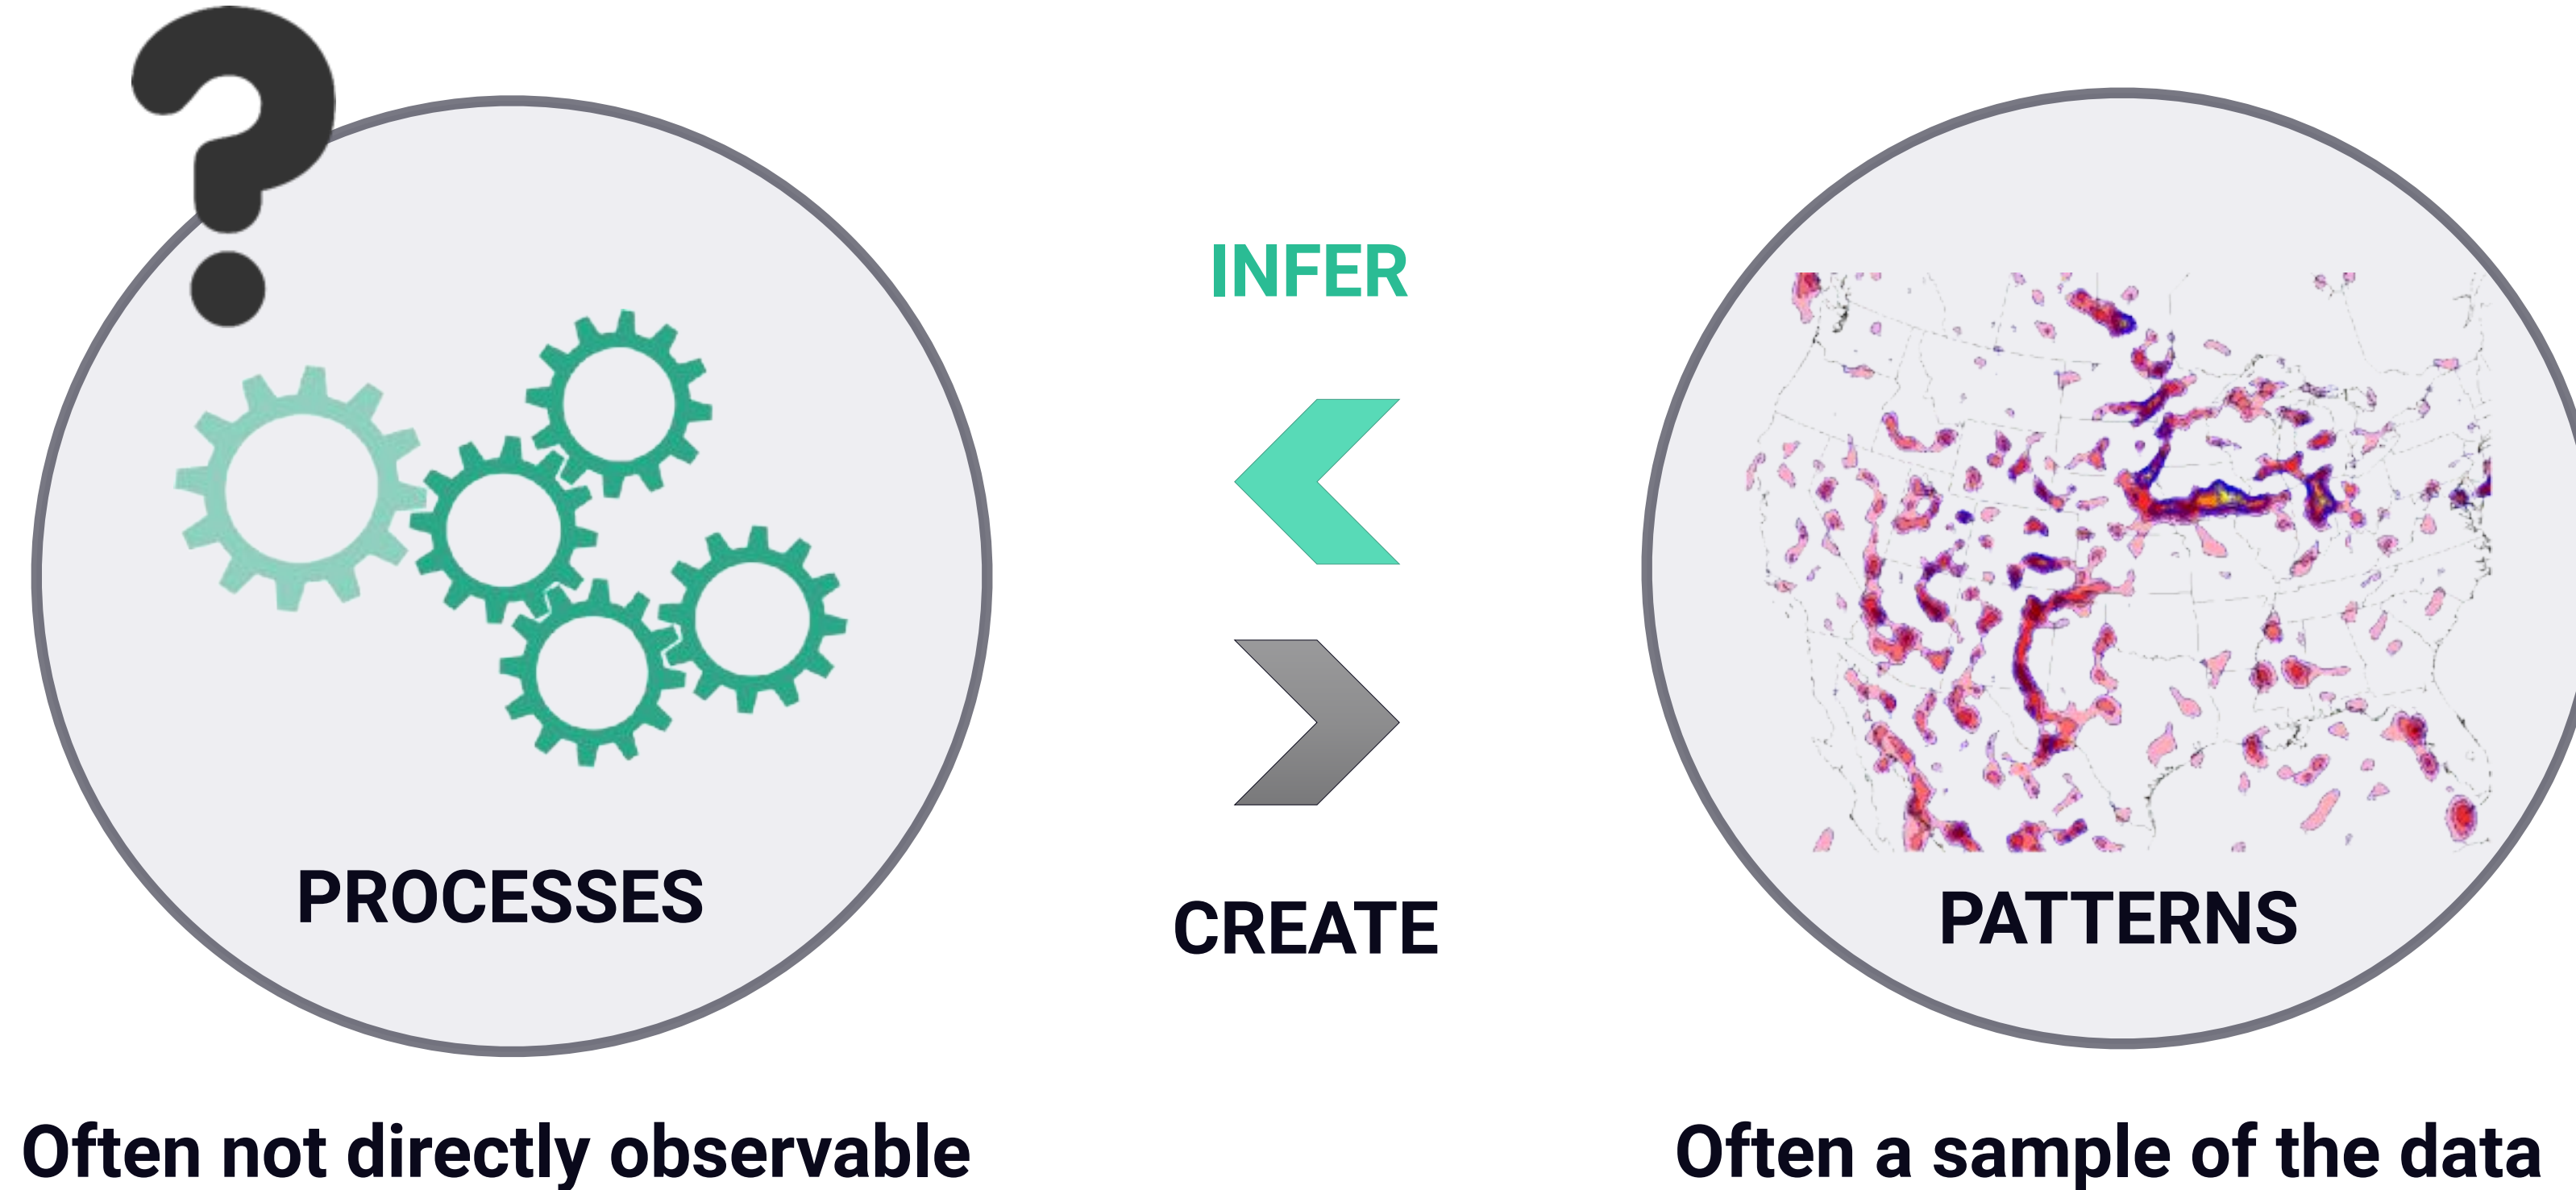 ?
INFER
PROCESSES
CREATE
PATTERNS
Often not directly observable
Often a sample of the data